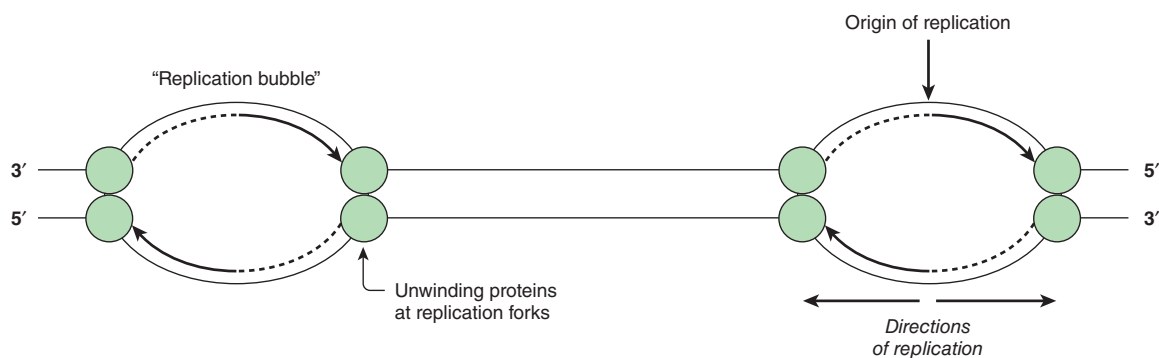 Origin of replication
“Replication bubble”
3′
5′
5′
3′
Unwinding proteins
at replication forks
Directions
of replication